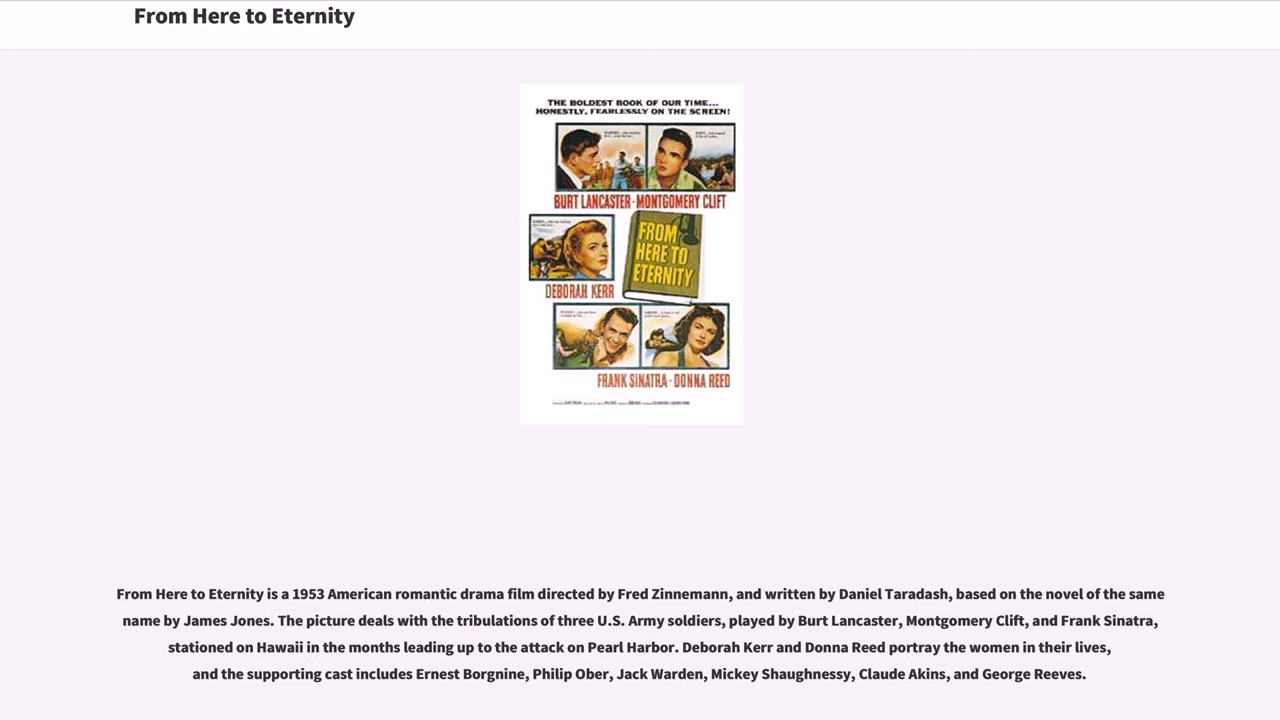 From Here to Eternity
THE BOLDEST BOOK OF OUR TIME...
HONESTLY, FEARLESSLY ON THE SCREEN!
BURT LANCASTER - MONTGOMERY CLIFT
FROM
HERE TO
ETERNITY
DEBORAH KERR
FRANK SINATRA - DONNA REED
From Here to Eternity is a 1953 American romantic drama film directed by Fred Zinnemann, and written by Daniel Taradash, based on the novel of the same
name by James Jones. The picture deals with the tribulations of three U.S. Army soldiers, played by Burt Lancaster, Montgomery Clift, and Frank Sinatra,
stationed on Hawaii in the months leading up to the attack on Pearl Harbor. Deborah Kerr and Donna Reed portray the women in their lives,
and the supporting cast includes Ernest Borgnine, Philip Ober, Jack Warden, Mickey Shaughnessy, Claude Akins, and George Reeves.